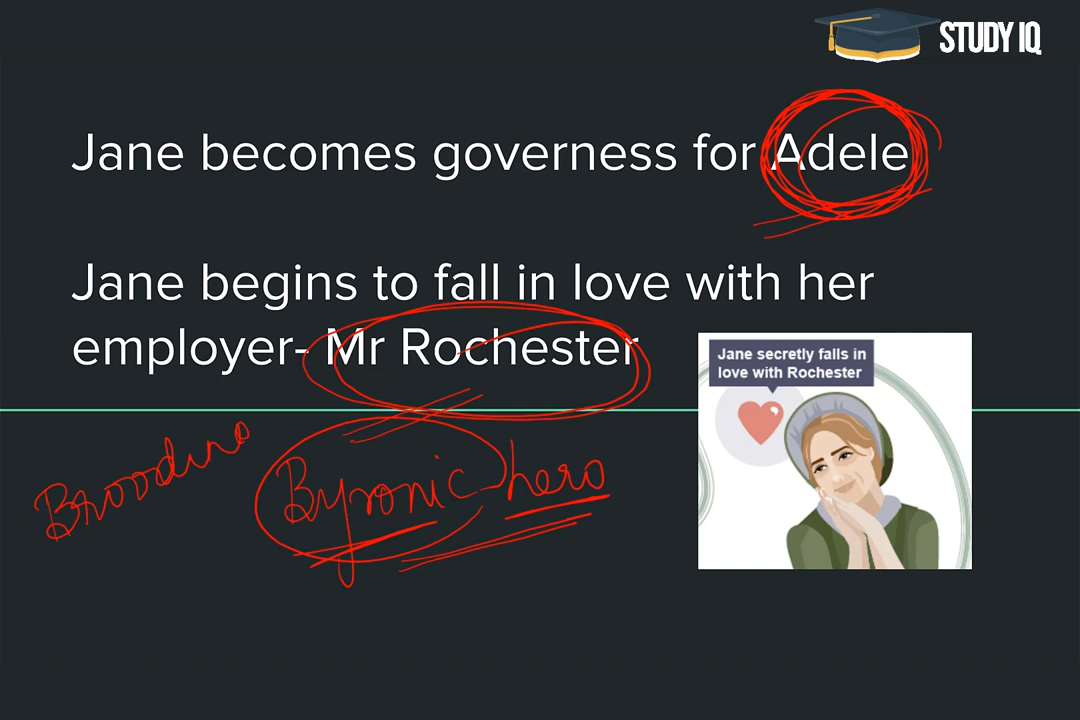 STUDY IQ
Jane becomes governess for Adele
Jane begins to fall in love with her
employer- Mr Rochester
Jane secretly falls in
love with Rochester
Brooding
Byronic hero